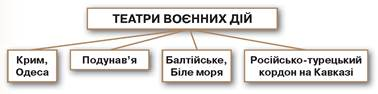 ТЕАТРИ ВОЄННИХ ДІЙ
Крим,
Одеса
Подунав’я
Балтійське,
Біле моря
Російсько-турецький
кордон на Кавказі